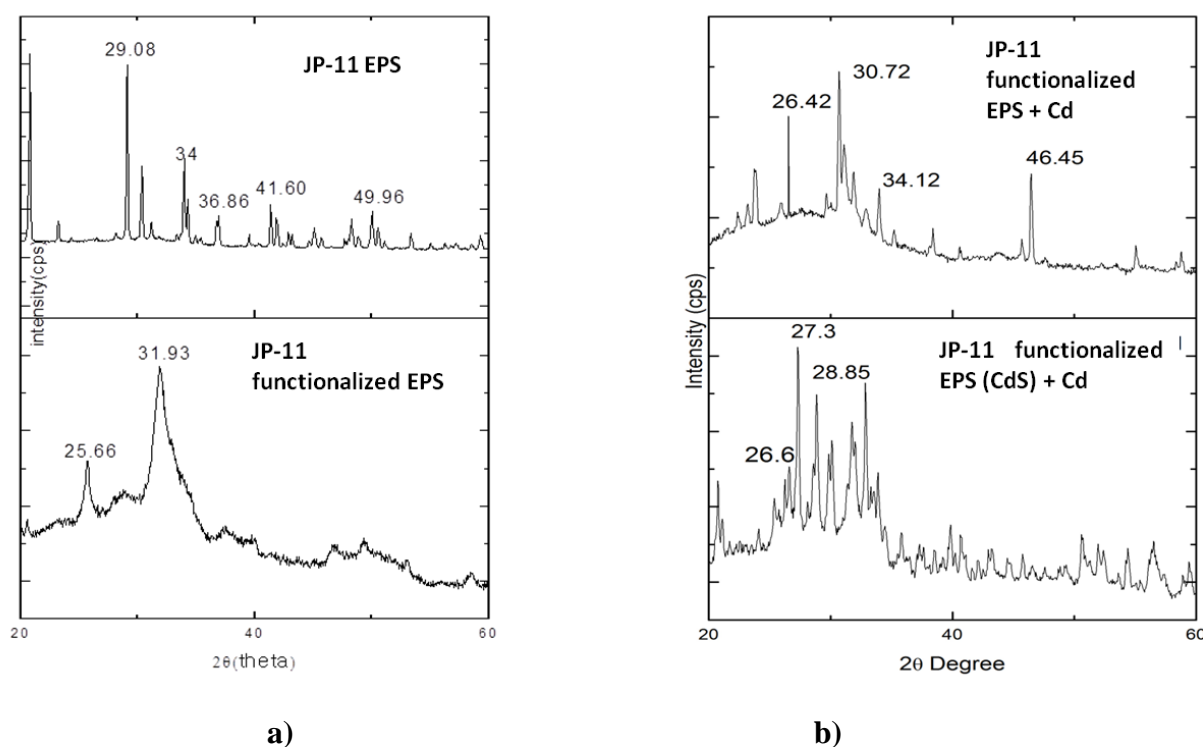 29.08
JP-11 EPS
34
36.86
41.60
49.96
intensity(cps)
31.93
JP-11
functionalized EPS
25.66
20
40
60
2θ(theta)
a)
JP-11
functionalized
EPS + Cd
30.72
26.42
46.45
34.12
Intensity (cps)
27.3
JP-11 functionalized
EPS (CdS) + Cd
28.85
26.6
20
40
60
2θ Degree
b)